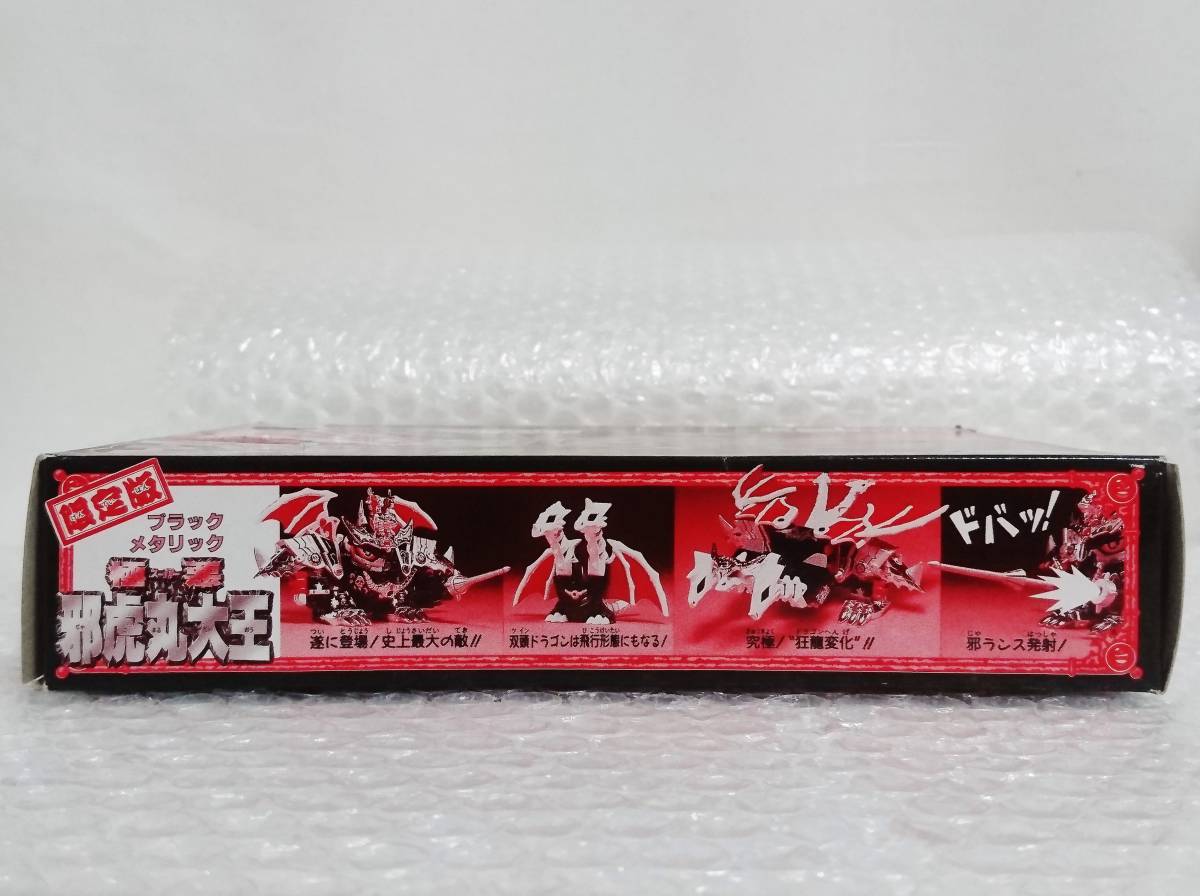 限定版
ブラック
メタリック
邪虎丸大王
遂に登場!史上最大の敵!!
双頭ドラゴンは飛行形態にもなる!
究極!"狂龍変化"!!
ドバッ!
邪ランス発射!